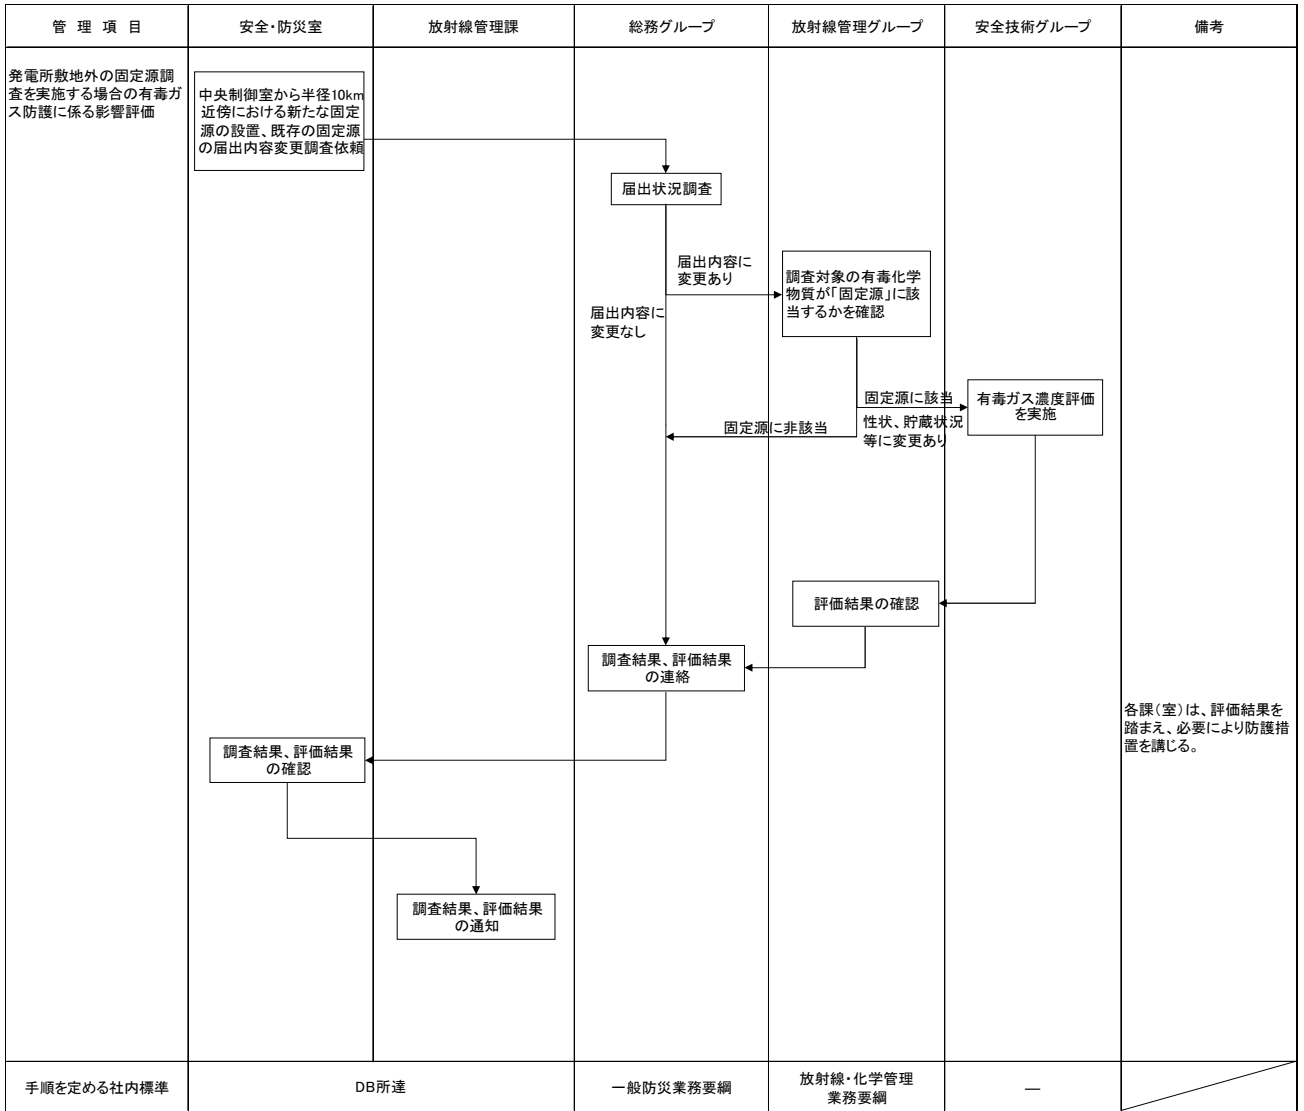 管 理 項 目
安全・防災室
放射線管理課
総務グループ
放射線管理グループ
安全技術グループ
備考
発電所敷地外の固定源調
査を実施する場合の有毒ガ
ス防護に係る影響評価
中央制御室から半径10km
近傍における新たな固定
源の設置、既存の固定源
の届出内容変更調査依頼
届出状況調査
届出内容に
変更あり
調査対象の有毒化学
物質が「固定源」に該
当するかを確認
届出内容に
変更なし
固定源に該当
性状、貯蔵状況
等に変更あり
有毒ガス濃度評価
を実施
固定源に非該当
評価結果の確認
調査結果、評価結果
の連絡
各課（室）は、評価結果を
踏まえ、必要により防護措
置を講じる。
調査結果、評価結果
の確認
調査結果、評価結果
の通知
手順を定める社内標準
DB所達
一般防災業務要綱
放射線・化学管理
業務要綱
―